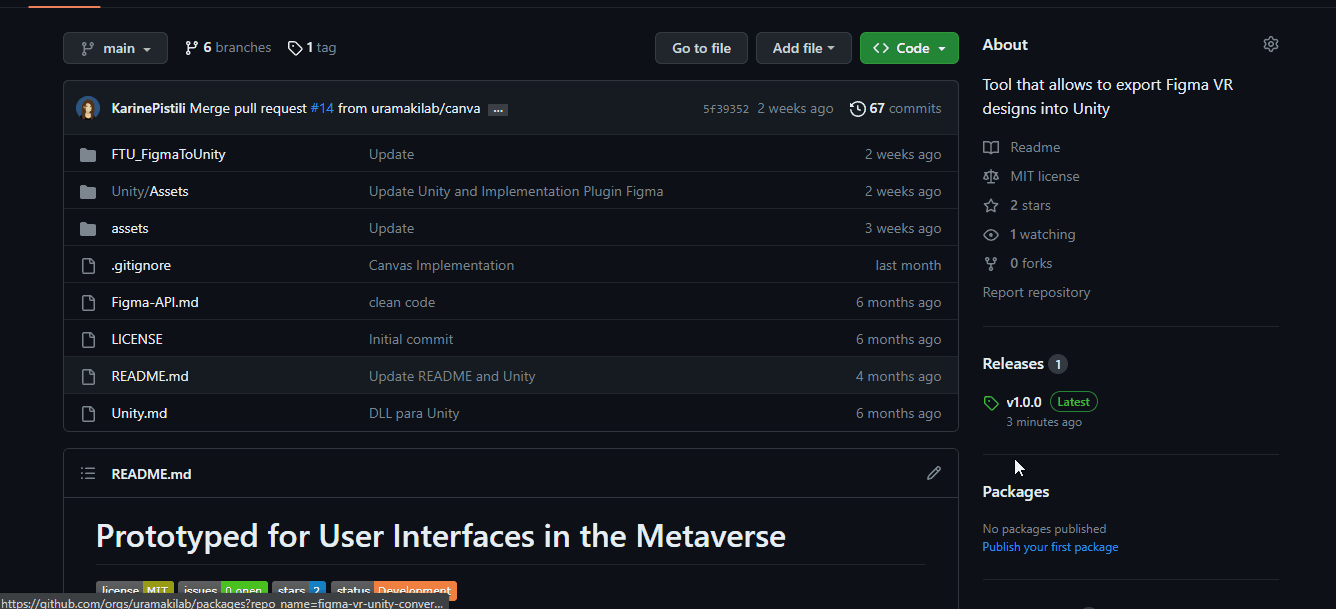 main
6 branches
1 tag
Go to file
Add file
Code
KarinePistili Merge pull request #14 from uramakilab/canva ...
5f39352 2 weeks ago
67 commits
FTU_FigmaToUnity Update 2 weeks ago
Unity/Assets Update Unity and Implementation Plugin Figma 2 weeks ago
assets Update 3 weeks ago
.gitignore Canvas Implementation last month
Figma-API.md clean code 6 months ago
LICENSE Initial commit 6 months ago
README.md Update README and Unity 4 months ago
Unity.md DLL para Unity 6 months ago
README.md
Prototyped for User Interfaces in the Metaverse
license MIT issues 0 open stars 2 status Development
https://github.com/orgs/uramakilab/packages?repo_name=figma-vr-unity-conver...
About
Tool that allows to export Figma VR
designs into Unity
Readme
MIT license
2 stars
1 watching
0 forks
Report repository
Releases 1
v1.0.0 Latest
3 minutes ago
Packages
No packages published
Publish your first package